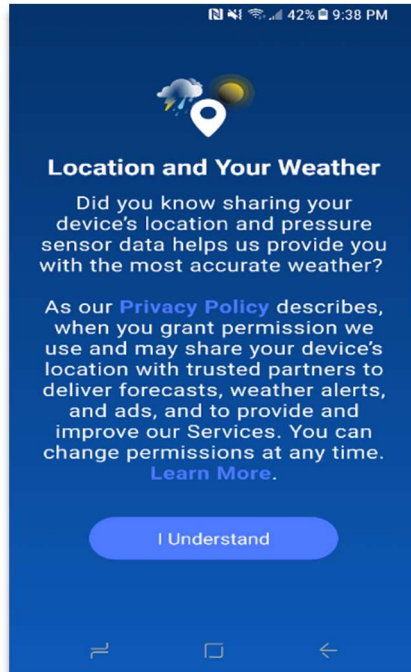 42% 9:38 PM
Location and Your Weather
Did you know sharing your
device's location and pressure
sensor data helps us provide you
with the most accurate weather?
As our Privacy Policy describes,
when you grant permission we
use and may share your device's
location with trusted partners to
deliver forecasts, weather alerts,
and ads, and to provide and
improve our Services. You can
change permissions at any time.
Learn More.
I Understand